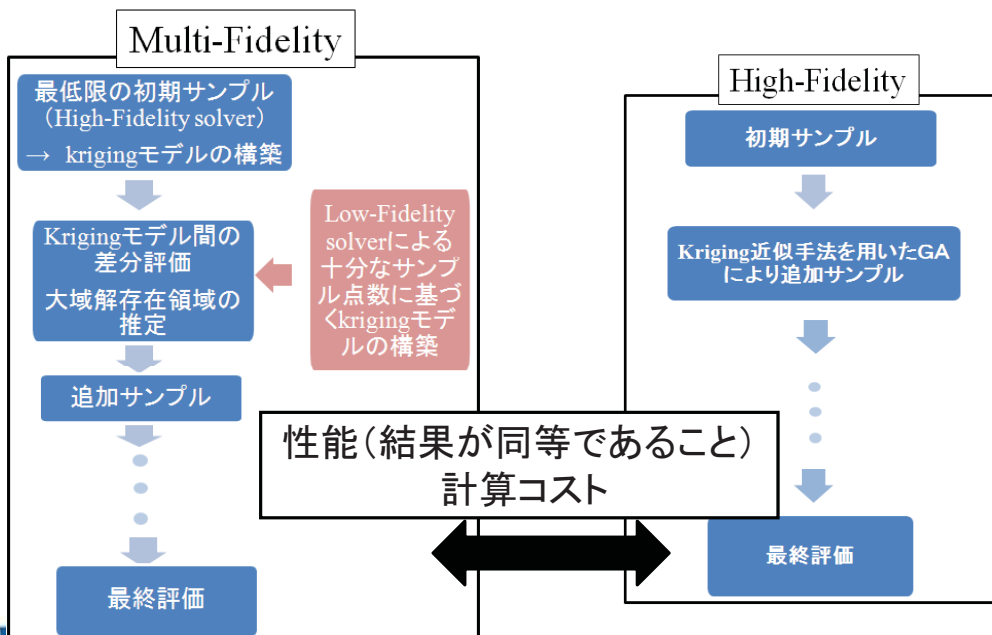 Multi-Fidelity
最低限の初期サンプル
（High-Fidelity solver）
→ krigingモデルの構築
Krigingモデル間の
差分評価
大域解存在領域の
推定
Low-Fidelity
solverによる
十分なサンプ
ル点数に基づ
くkrigingモデ
ルの構築
追加サンプル
最終評価
性能（結果が同等であること）
計算コスト
High-Fidelity
初期サンプル
Kriging近似手法を用いたGA
により追加サンプル
最終評価